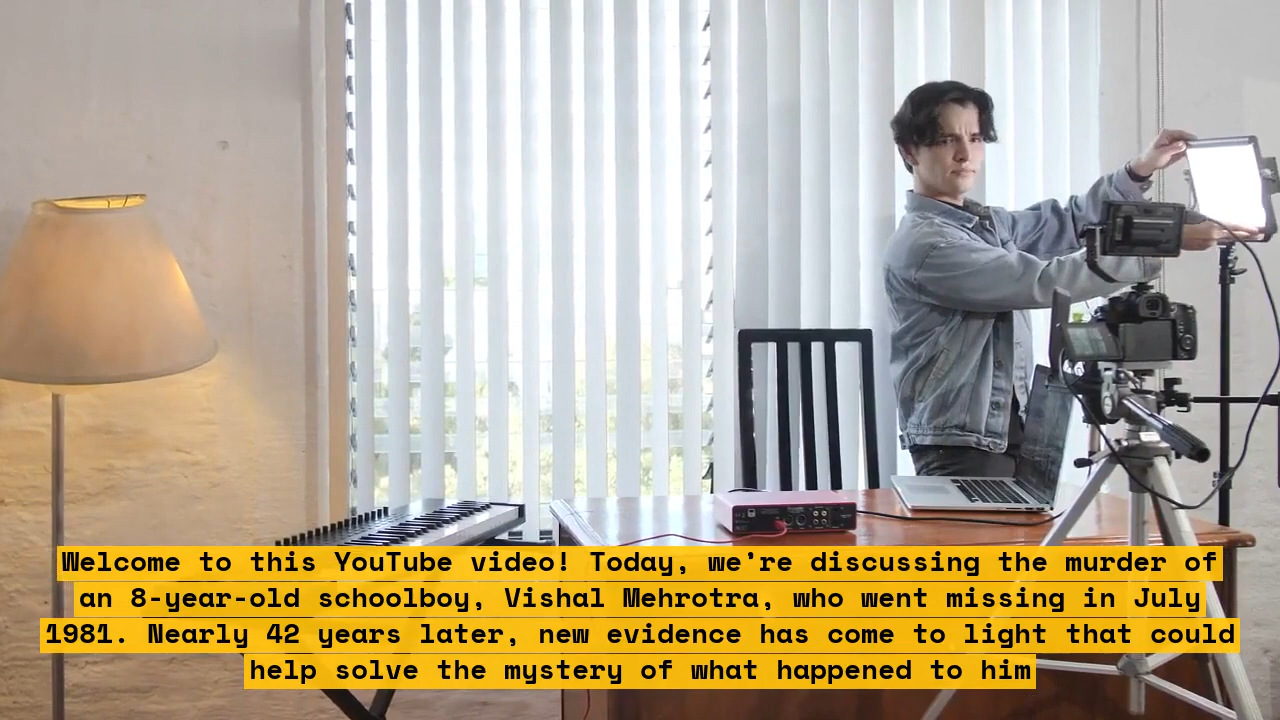 Welcome to this YouTube video! Today, we're discussing the murder of
an 8-year-old schoolboy, Vishal Mehrotra, who went missing in July
1981. Nearly 42 years later, new evidence has come to light that could
help solve the mystery of what happened to him